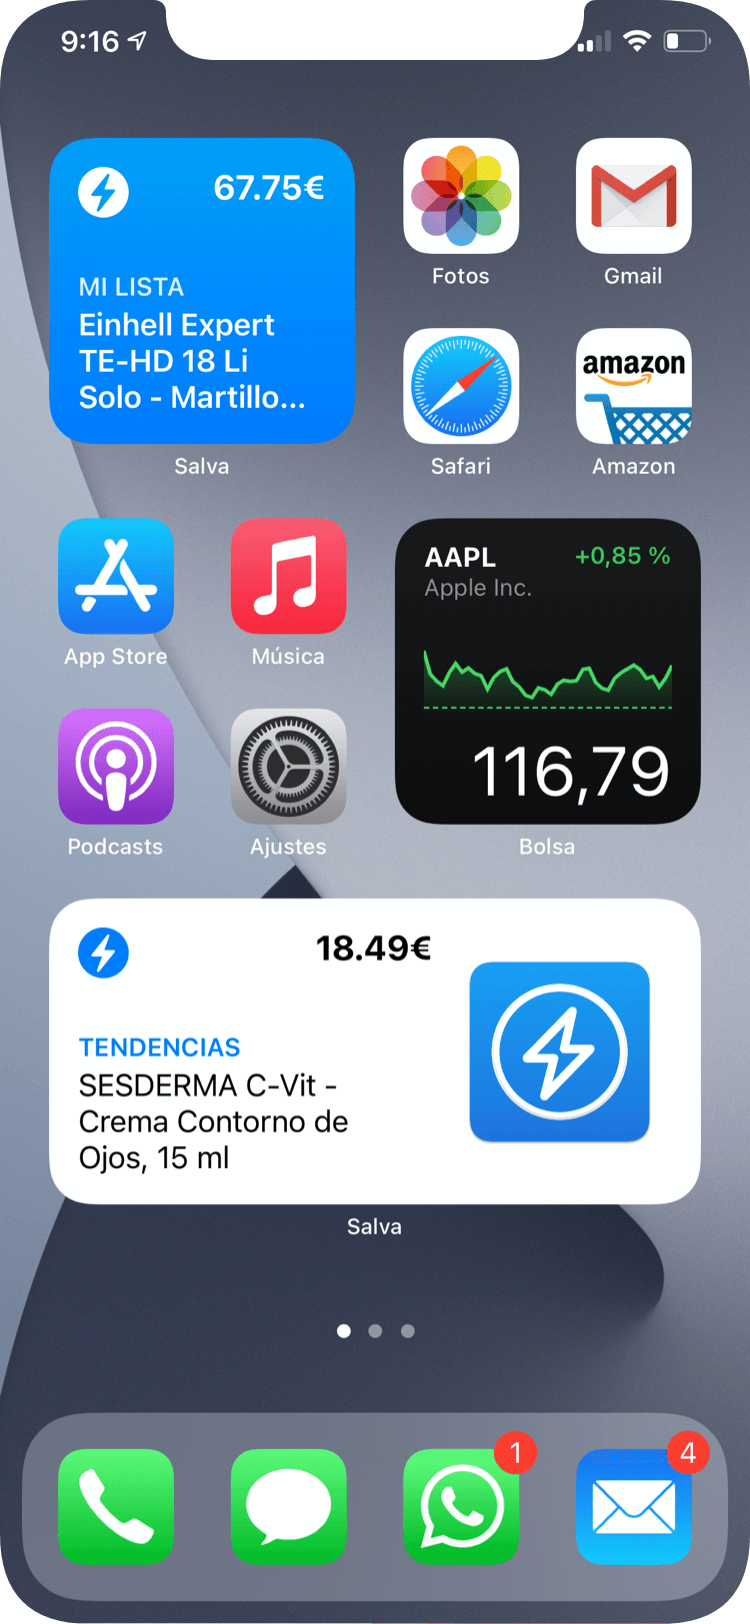 9:16
67.75€
MI LISTA
Einhell Expert
TE-HD 18 Li
Solo - Martillo...
Salva
Fotos
Gmail
amazon
Safari
Amazon
App Store
Música
AAPL
+0,85 %
Apple Inc.
116,79
Podcasts
Ajustes
Bolsa
18.49€
TENDENCIAS
SESDERMA C-Vit -
Crema Contorno de
Ojos, 15 ml
Salva
1
4